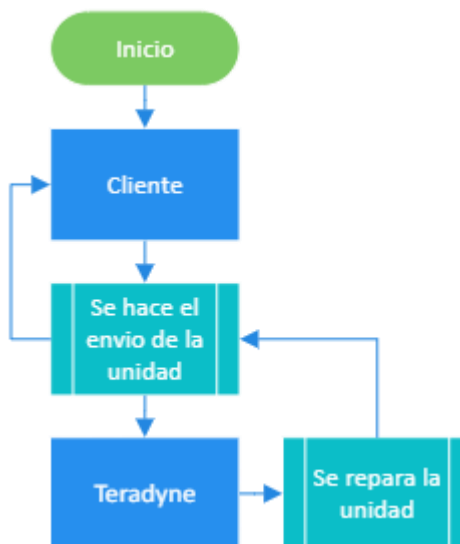 Inicio
Cliente
Se hace el
envio de la
unidad
Teradyne
Se repara la
unidad